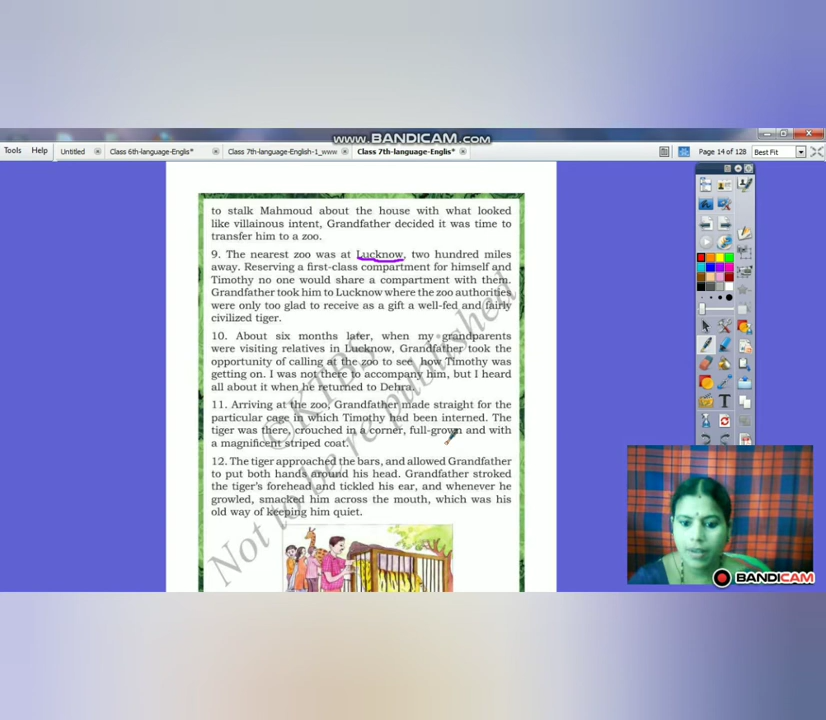 www.BANDICAM.com
Tools Help Untitled Class 6th-language-Englis* Class 7th-language-English-1_www Class 7th-language-Englis* Page 14 of 128 Best Fit
to stalk Mahmoud about the house with what looked
like villainous intent, Grandfather decided it was time to
transfer him to a zoo.
9. The nearest zoo was at Lucknow, two hundred miles
away. Reserving a first-class compartment for himself and
Timothy no one would share a compartment with them.
Grandfather took him to Lucknow where the zoo authorities
were only too glad to receive as a gift a well-fed and fairly
civilized tiger.
10. About six months later, when my grandparents
were visiting relatives in Lucknow, Grandfather took the
opportunity of calling at the zoo to see how Timothy was
getting on. I was not there to accompany him, but I heard
all about it when he returned to Dehra.
11. Arriving at the zoo, Grandfather made straight for the
particular cage in which Timothy had been interned. The
tiger was there, crouched in a corner, full-grown and with
a magnificent striped coat.
12. The tiger approached the bars, and allowed Grandfather
to put both hands around his head. Grandfather stroked
the tiger's forehead and tickled his ear, and whenever he
growled, smacked him across the mouth, which was his
old way of keeping him quiet.
©KTBS
Not to be republished
BANDICAM